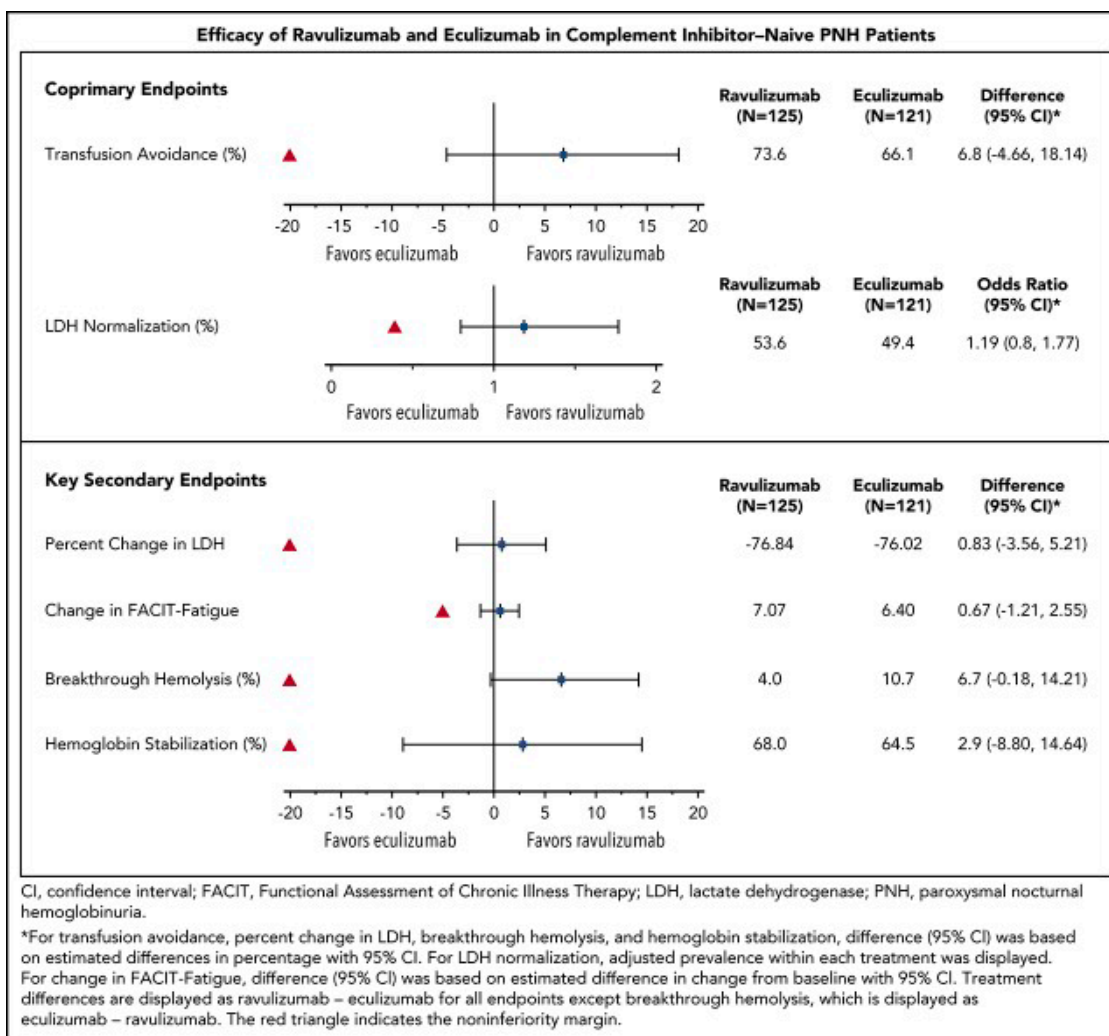 Efficacy of Ravulizumab and Eculizumab in Complement Inhibitor–Naive PNH Patients
Coprimary Endpoints
Ravulizumab (N=125) Eculizumab (N=121) Difference (95% CI)*
Transfusion Avoidance (%) 73.6 66.1 6.8 (-4.66, 18.14)
-20 -15 -10 -5 0 5 10 15 20
Favors eculizumab Favors ravulizumab
Ravulizumab (N=125) Eculizumab (N=121) Odds Ratio (95% CI)*
LDH Normalization (%) 53.6 49.4 1.19 (0.8, 1.77)
0 1 2
Favors eculizumab Favors ravulizumab
Key Secondary Endpoints
Ravulizumab (N=125) Eculizumab (N=121) Difference (95% CI)*
Percent Change in LDH -76.84 -76.02 0.83 (-3.56, 5.21)
Change in FACIT-Fatigue 7.07 6.40 0.67 (-1.21, 2.55)
Breakthrough Hemolysis (%) 4.0 10.7 6.7 (-0.18, 14.21)
Hemoglobin Stabilization (%) 68.0 64.5 2.9 (-8.80, 14.64)
-20 -15 -10 -5 0 5 10 15 20
Favors eculizumab Favors ravulizumab
CI, confidence interval; FACIT, Functional Assessment of Chronic Illness Therapy; LDH, lactate dehydrogenase; PNH, paroxysmal nocturnal
hemoglobinuria.
*For transfusion avoidance, percent change in LDH, breakthrough hemolysis, and hemoglobin stabilization, difference (95% CI) was based
on estimated differences in percentage with 95% CI. For LDH normalization, adjusted prevalence within each treatment was displayed.
For change in FACIT-Fatigue, difference (95% CI) was based on estimated difference in change from baseline with 95% CI. Treatment
differences are displayed as ravulizumab – eculizumab for all endpoints except breakthrough hemolysis, which is displayed as
eculizumab – ravulizumab. The red triangle indicates the noninferiority margin.